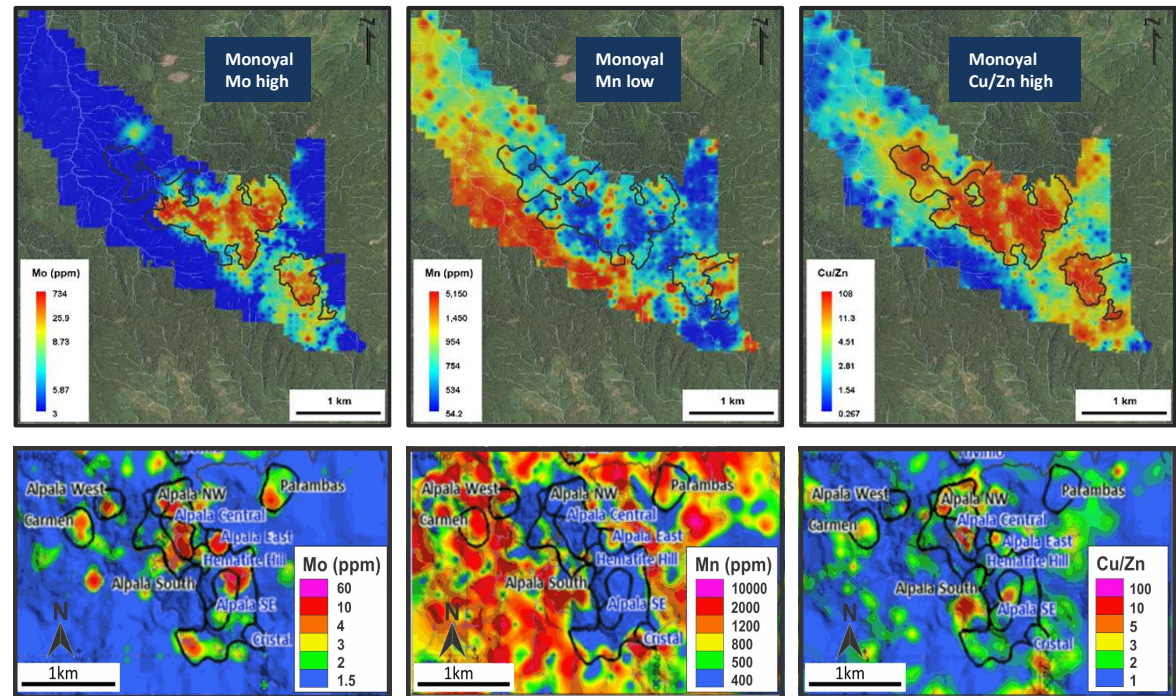 Monoyal
Mo high
Mo (ppm)
734
25.9
8.73
5.87
3
1 km
Monoyal
Mn low
Mn (ppm)
5,150
1,450
954
534
54.2
1 km
Monoyal
Cu/Zn high
Cu/Zn
108
11.3
4.51
2.81
1.54
0.267
1 km
Alpala West
Alpala NW
Parambas
Carmen
Alpala Central
Alpala East
Hematite Hill
Alpala South
Alpala SE
Cristal
N
1km
Mo (ppm)
60
10
4
3
2
1.5
Alpala West
Alpala NW
Parambas
Carmen
Alpala Central
Alpala East
Hematite Hill
Alpala South
Alpala SE
Cristal
N
1km
Mn (ppm)
10000
2000
1200
800
500
400
Alpala West
Alpala NW
Parambas
Carmen
Alpala Central
Alpala East
Hematite Hill
Alpala South
Alpala SE
Cristal
N
1km
Cu/Zn
100
10
5
3
2
1